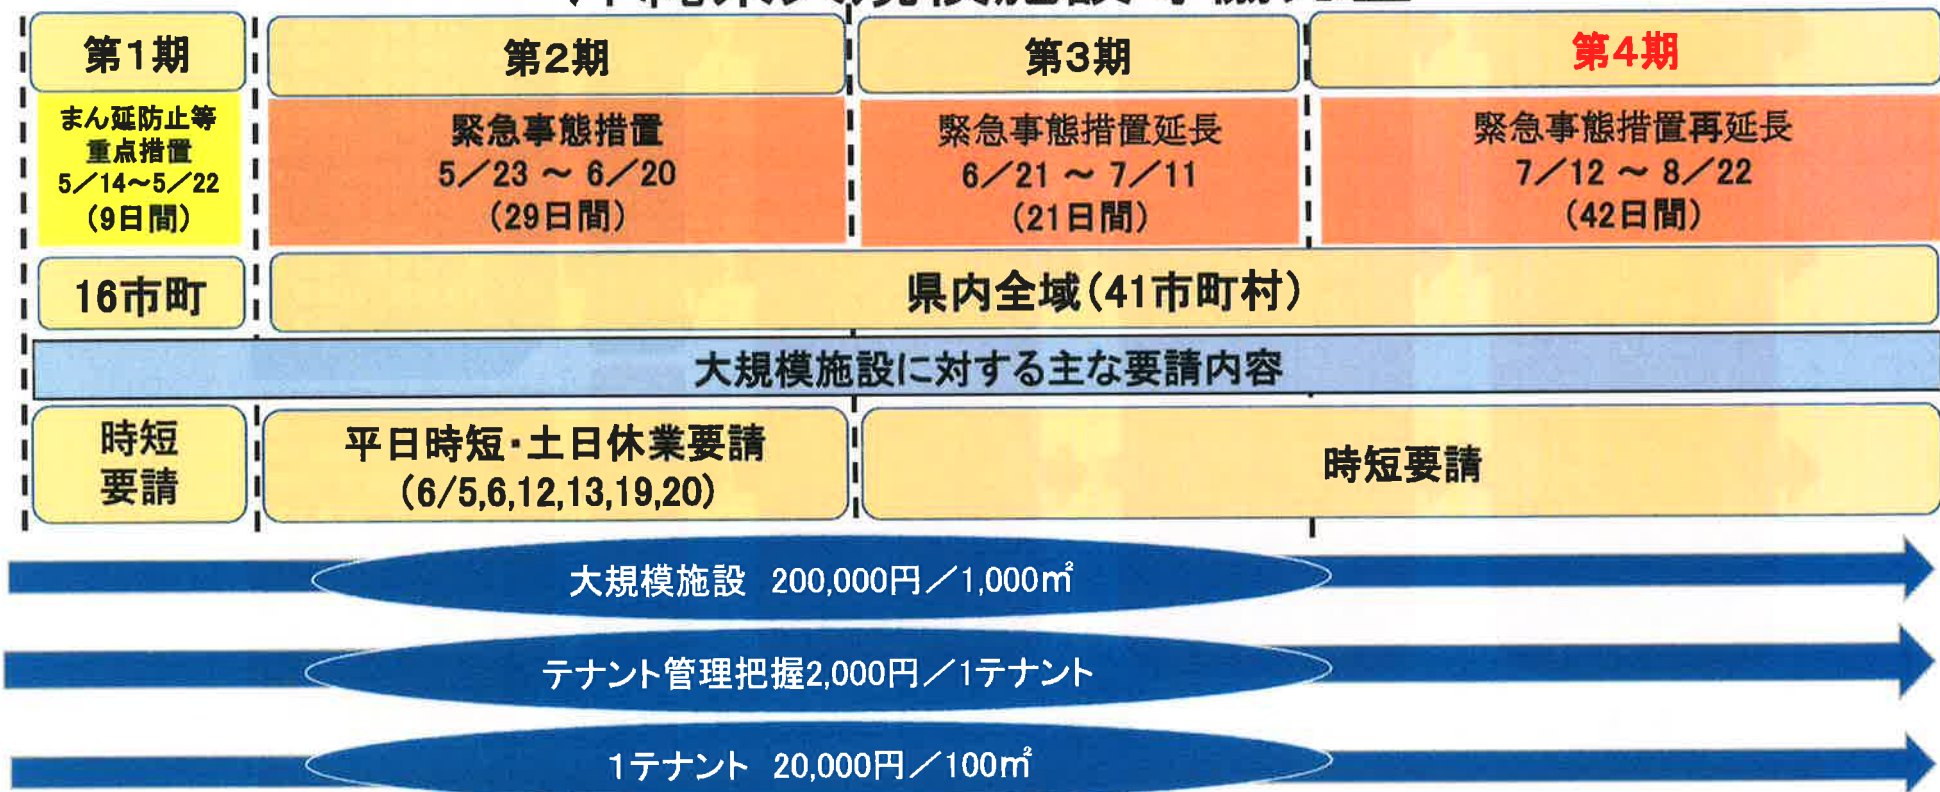 第1期
第2期
第3期
第4期
まん延防止等
重点措置
5／14～5／22
（9日間）
緊急事態措置
5／23 ～ 6／20
（29日間）
緊急事態措置延長
6／21 ～ 7／11
（21日間）
緊急事態措置再延長
7／12 ～ 8／22
（42日間）
16市町
県内全域（41市町村）
大規模施設に対する主な要請内容
時短
要請
平日時短・土日休業要請
（6/5,6,12,13,19,20）
時短要請
大規模施設 200,000円／1,000㎡
テナント管理把握2,000円／1テナント
1テナント 20,000円／100㎡